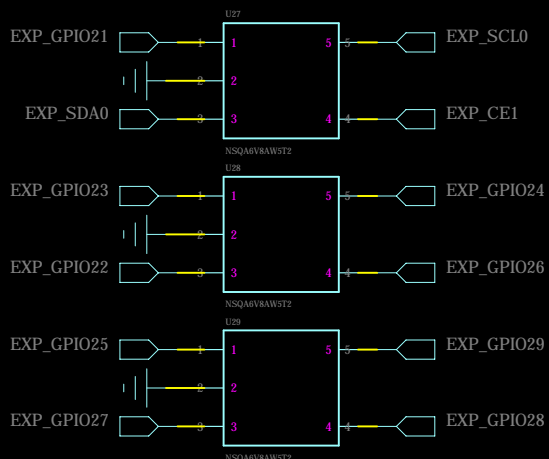 U27
EXP_GPIO21 1 1 5 5 EXP_SCL0
2 2
EXP_SDA0 3 3 4 4 EXP_CE1
NSQA6V8AW5T2
U28
EXP_GPIO23 1 1 5 5 EXP_GPIO24
2 2
EXP_GPIO22 3 3 4 4 EXP_GPIO26
NSQA6V8AW5T2
U29
EXP_GPIO25 1 1 5 5 EXP_GPIO29
2 2
EXP_GPIO27 3 3 4 4 EXP_GPIO28
NSQA6V8AW5T2